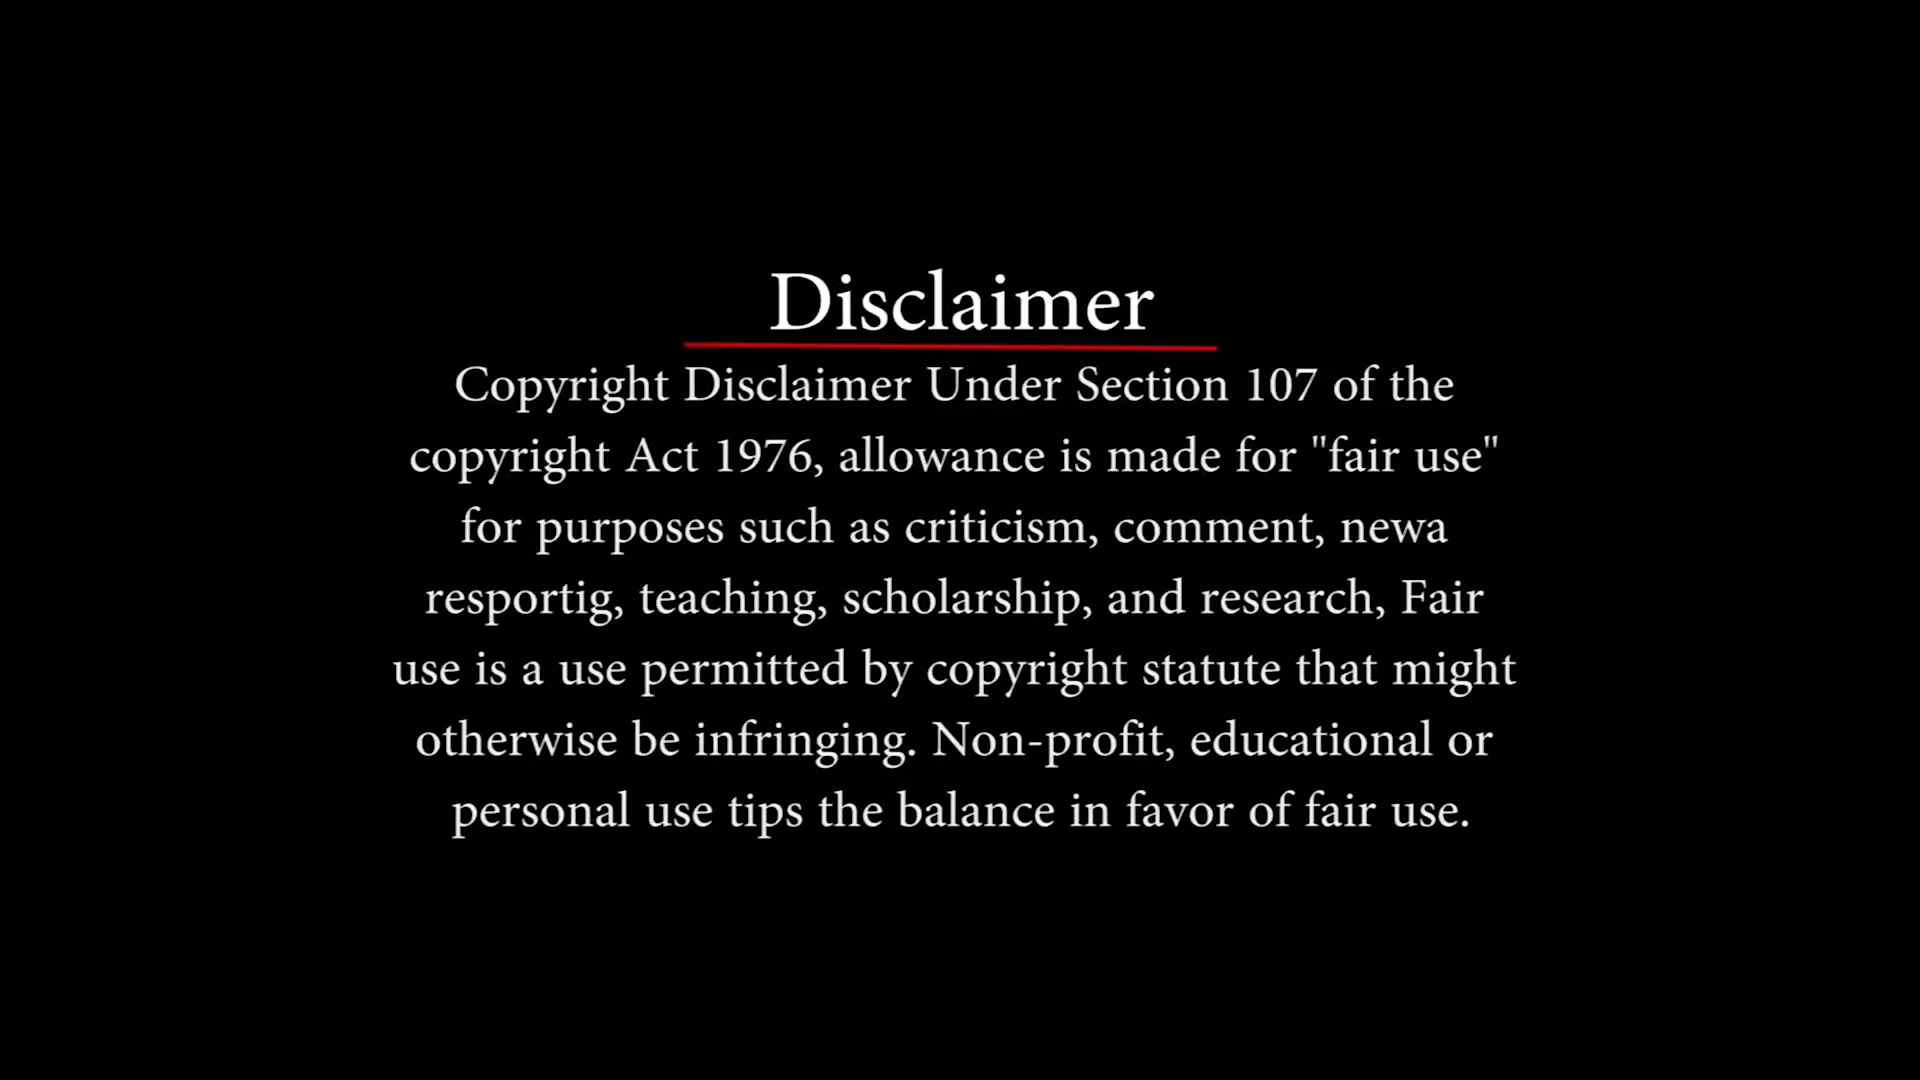 Disclaimer
Copyright Disclaimer Under Section 107 of the
copyright Act 1976, allowance is made for "fair use"
for purposes such as criticism, comment, newa
resportig, teaching, scholarship, and research, Fair
use is a use permitted by copyright statute that might
otherwise be infringing. Non-profit, educational or
personal use tips the balance in favor of fair use.